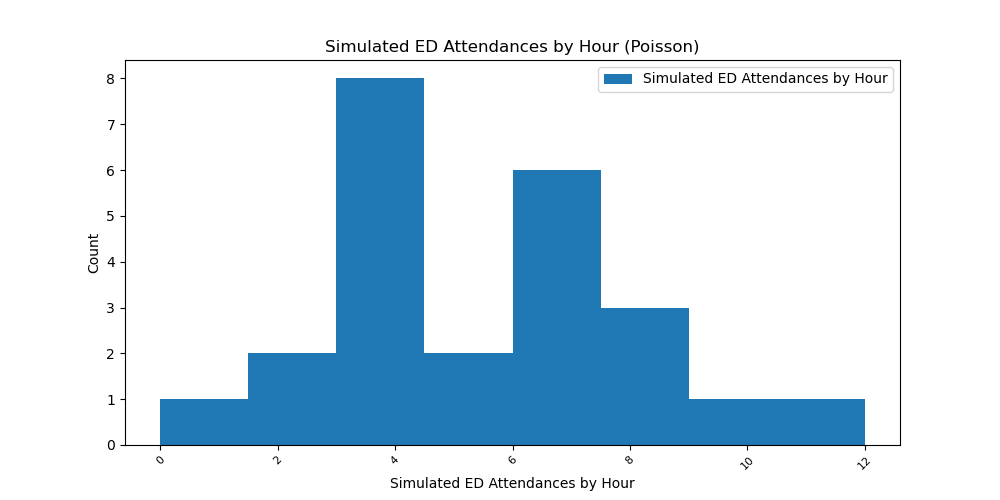 Simulated ED Attendances by Hour (Poisson)
Simulated ED Attendances by Hour
8
7
6
5
4
3
2
1
0
Count
0 2 4 6 8 10 12
Simulated ED Attendances by Hour